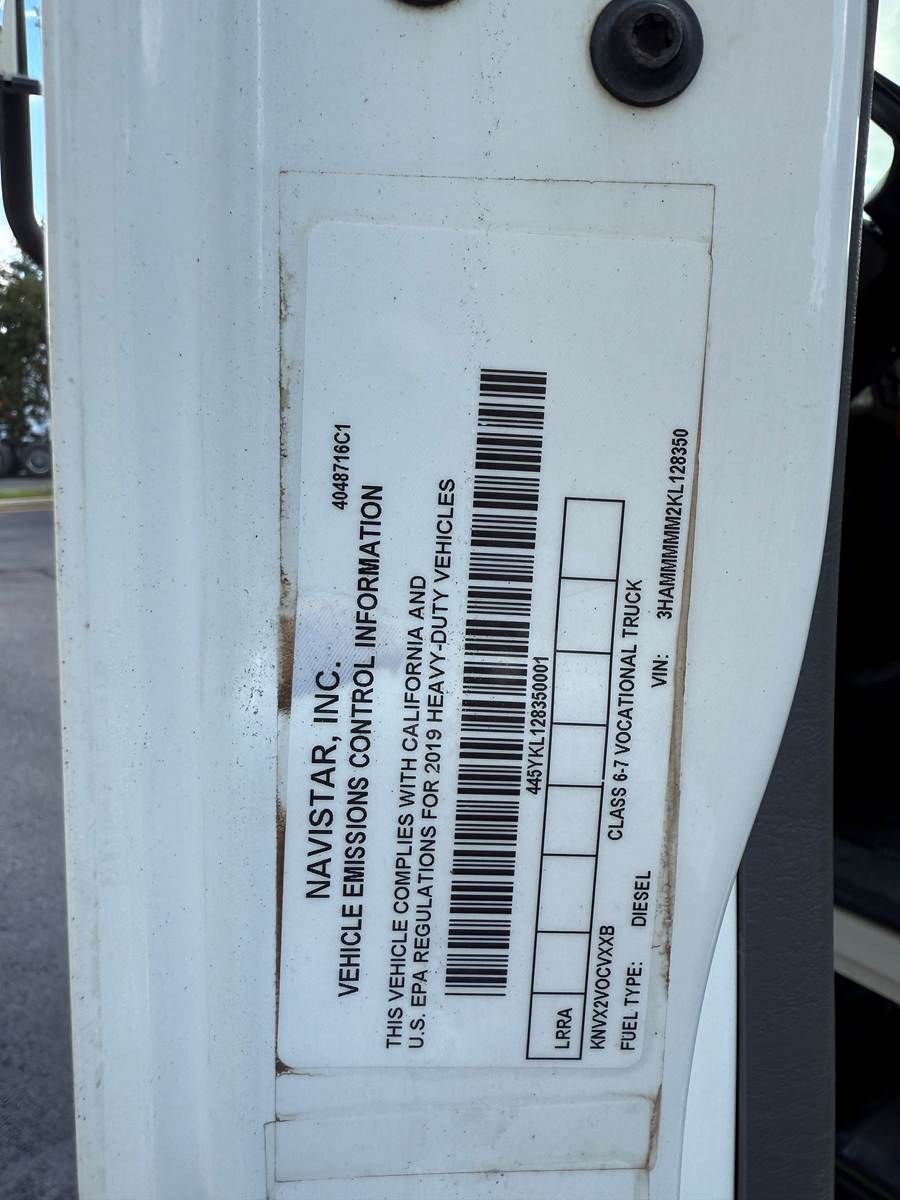 4048716C1
NAVISTAR, INC.
VEHICLE EMISSIONS CONTROL INFORMATION
THIS VEHICLE COMPLIES WITH CALIFORNIA AND
U.S. EPA REGULATIONS FOR 2019 HEAVY-DUTY VEHICLES
445YKL128350001
LRRA
KNVX2VOCVXXB CLASS 6-7 VOCATIONAL TRUCK
FUEL TYPE: DIESEL VIN: 3HAMMMMM2KL128350